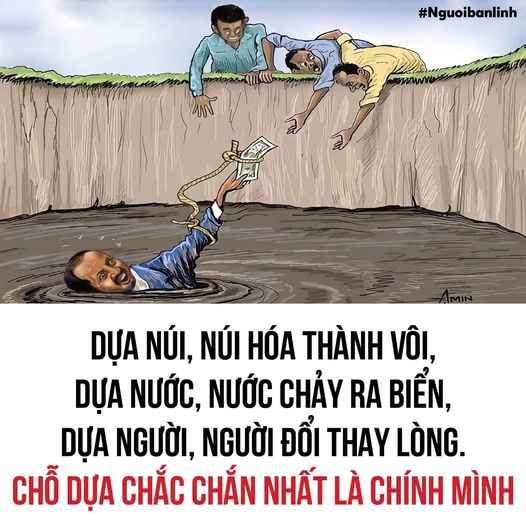 #Nguoibanlinh
AMIN
DỰA NÚI, NÚI HÓA THÀNH VÔI,
DỰA NƯỚC, NƯỚC CHẢY RA BIỂN,
DỰA NGƯỜI, NGƯỜI ĐỔI THAY LÒNG.
CHỖ DỰA CHẮC CHẮN NHẤT LÀ CHÍNH MÌNH